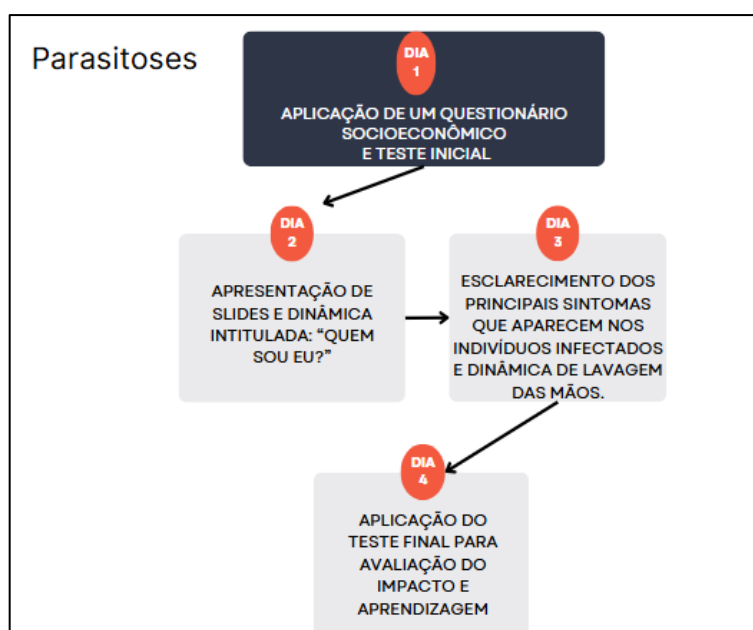 Parasitoses
DIA
1
APLICAÇÃO DE UM QUESTIONÁRIO
SOCIOECONÔMICO
E TESTE INICIAL
DIA
2
APRESENTAÇÃO DE
SLIDES E DINÂMICA
INTITULADA: “QUEM
SOU EU?”
DIA
3
ESCLARECIMENTO DOS
PRINCIPAIS SINTOMAS
QUE APARECEM NOS
INDIVÍDUOS INFECTADOS
E DINÂMICA DE LAVAGEM
DAS MÃOS.
DIA
4
APLICAÇÃO DO
TESTE FINAL PARA
AVALIAÇÃO DO
IMPACTO E
APRENDIZAGEM